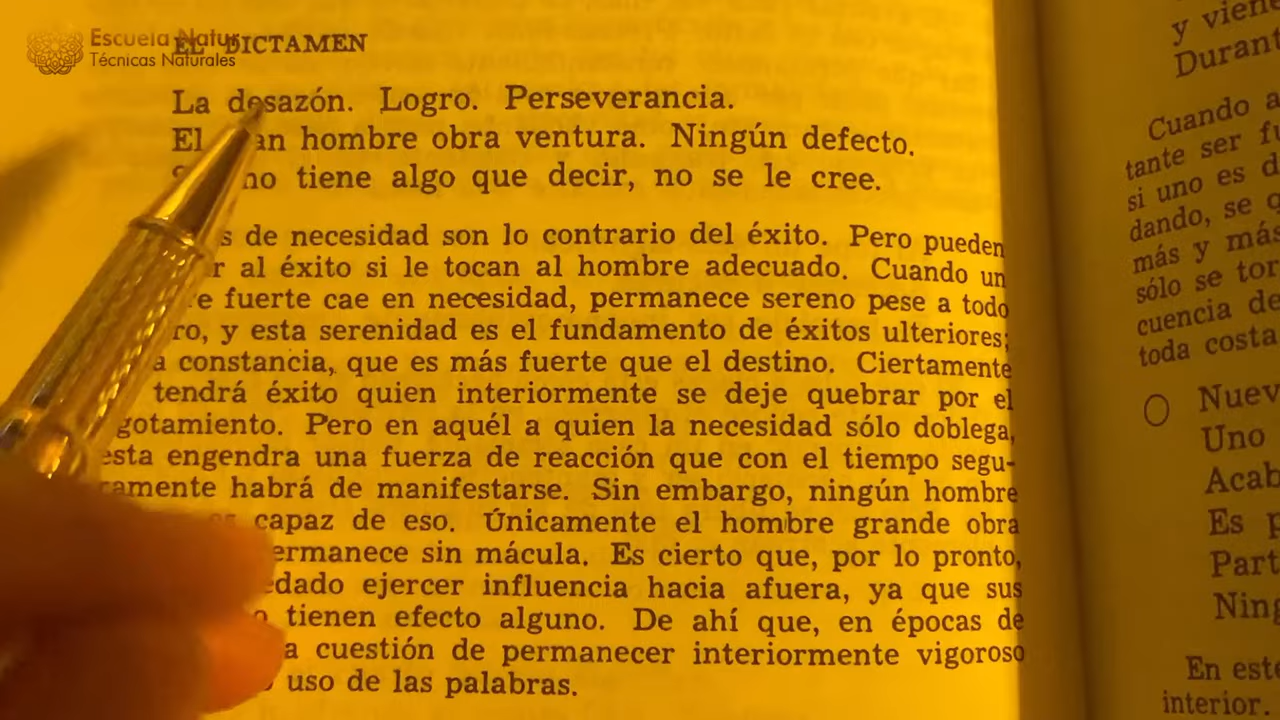 Escuela Natur
Técnicas Naturales
EL DICTAMEN
La desazón. Logro. Perseverancia.
El hombre obra ventura. Ningún defecto.
tiene algo que decir, no se le cree.
de necesidad son lo contrario del éxito. Pero pueden
al éxito si le tocan al hombre adecuado. Cuando un
fuerte cae en necesidad, permanece sereno pese a todo
y esta serenidad es el fundamento de éxitos ulteriores;
constancia, que es más fuerte que el destino. Ciertamente
tendrá éxito quien interiormente se deje quebrar por el
gotamiento. Pero en aquél a quien la necesidad sólo doblega,
esta engendra una fuerza de reacción que con el tiempo segu-
ramente habrá de manifestarse. Sin embargo, ningún hombre
capaz de eso. Únicamente el hombre grande obra
ermanece sin mácula. Es cierto que, por lo pronto,
edado ejercer influencia hacia afuera, ya que sus
tienen efecto alguno. De ahí que, en épocas de
a cuestión de permanecer interiormente vigoroso
uso de las palabras.
y viene
Durant
Cuando a
tante ser f
si uno es d
dando, se
más y más
sólo se tor
cuencia de
toda costa
Nuev
Uno
Acab
Es p
Part
Ning
En este
interior.